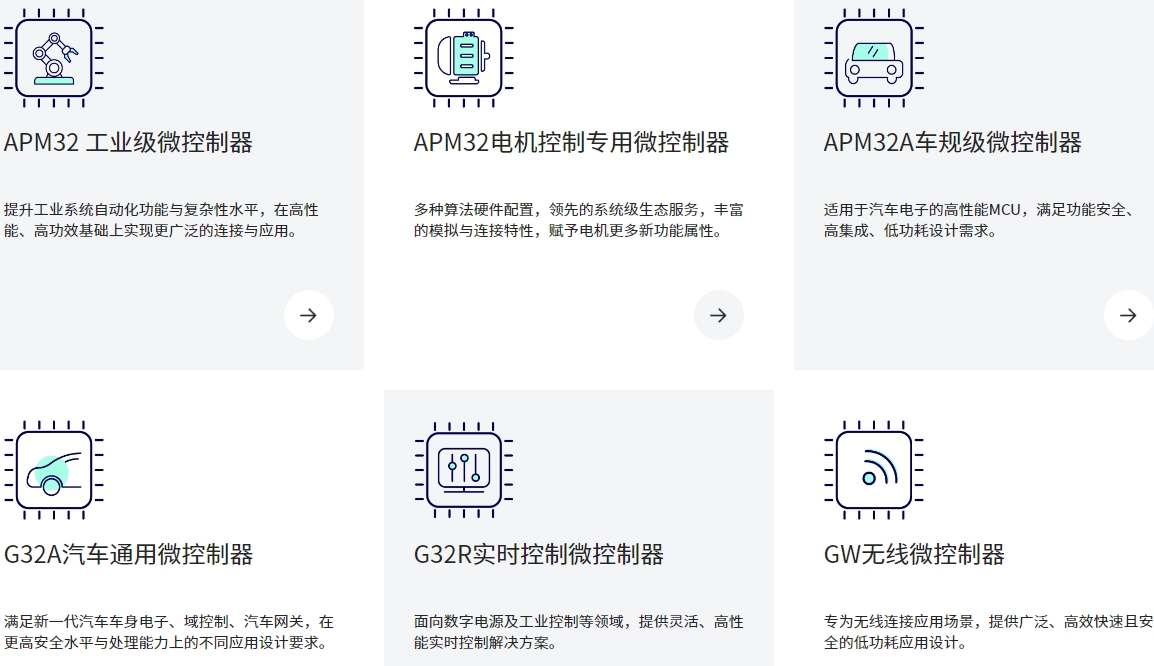 APM32 工业级微控制器
提升工业系统自动化功能与复杂性水平，在高性
能、高功效基础上实现更广泛的连接与应用。
APM32电机控制专用微控制器
多种算法硬件配置，领先的系统级生态服务，丰富
的模拟与连接特性，赋予电机更多新功能属性。
APM32A车规级微控制器
适用于汽车电子的高性能MCU，满足功能安全、
高集成、低功耗设计需求。
G32A汽车通用微控制器
满足新一代汽车车身电子、域控制、汽车网关，在
更高安全水平与处理能力上的不同应用设计要求。
G32R实时控制微控制器
面向数字电源及工业控制等领域，提供灵活、高性
能实时控制解决方案。
GW无线微控制器
专为无线连接应用场景，提供广泛、高效快速且安
全的低功耗应用设计。